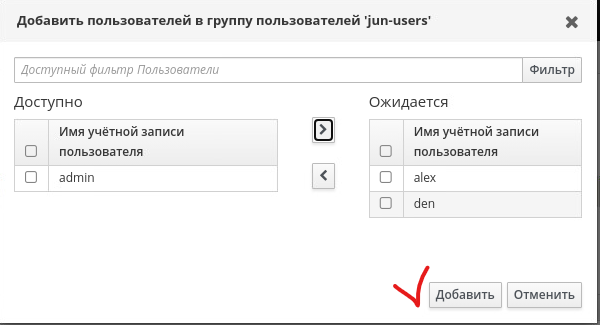 Добавить пользователей в группу пользователей 'jun-users'
Доступный фильтр Пользователи
Фильтр
Доступно
Ожидается
Имя учётной записи
пользователя
admin
Имя учётной записи
пользователя
alex
den
Добавить
Отменить